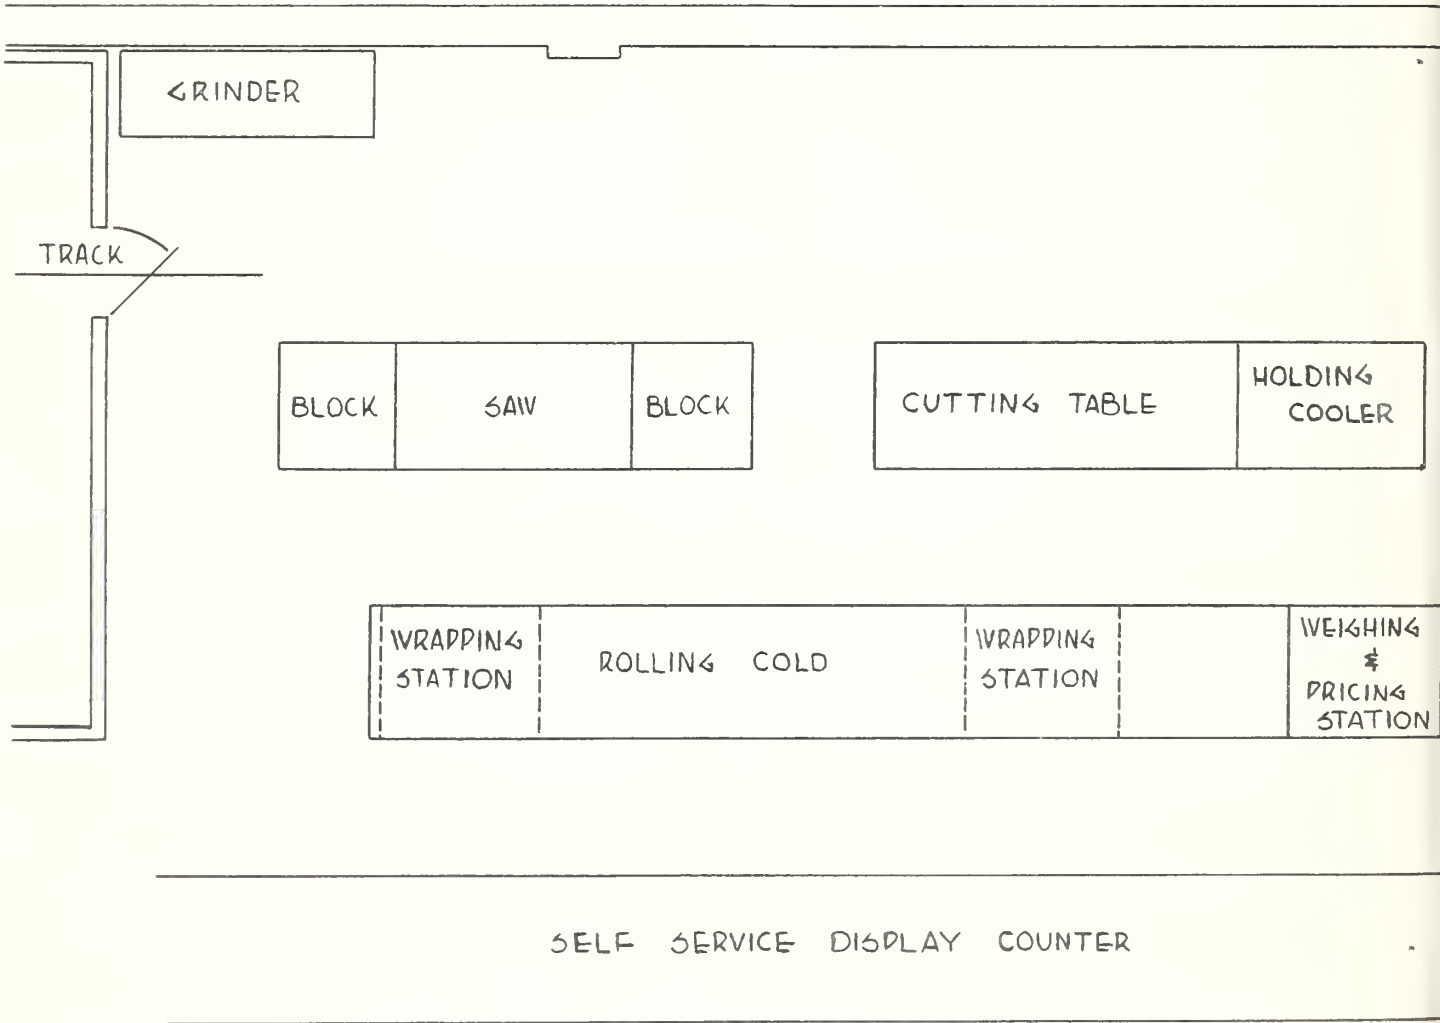 GRINDER
TRACK
BLOCK
SAW
BLOCK
CUTTING TABLE
HOLDING
COOLER
WRAPPING
STATION
ROLLING COLD
WRAPPING
STATION
WEIGHING
&
PRICING
STATION
SELF SERVICE DISPLAY COUNTER